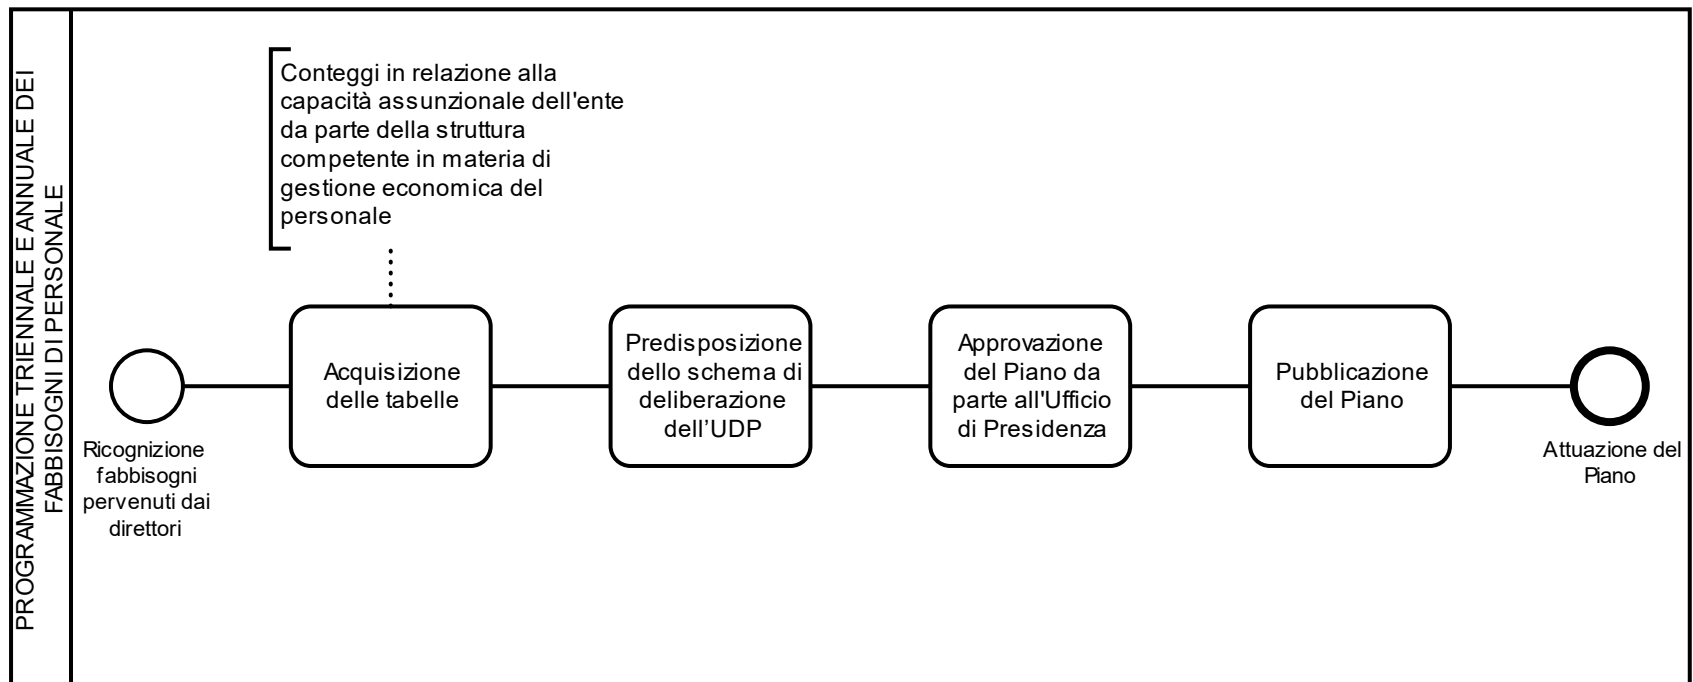 PROGRAMMAZIONE TRIENNALE E ANNUALE DEI
FABBISOGNI DI PERSONALE
Conteggi in relazione alla
capacità assunzionale dell'ente
da parte della struttura
competente in materia di
gestione economica del
personale
Ricognizione
fabbisogni
pervenuti dai
direttori
Acquisizione
delle tabelle
Predisposizione
dello schema di
deliberazione
dell’UDP
Approvazione
del Piano da
parte all'Ufficio
di Presidenza
Pubblicazione
del Piano
Attuazione del
Piano